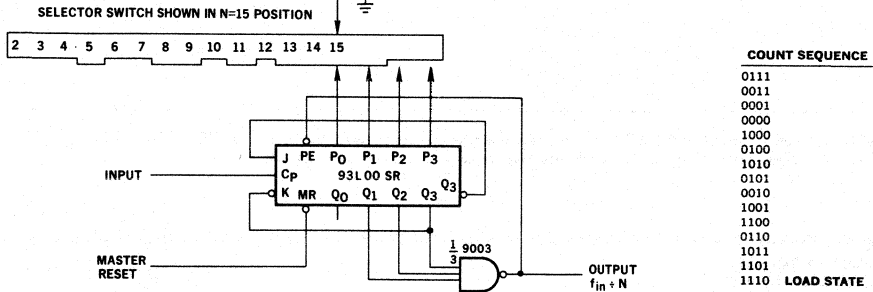 SELECTOR SWITCH SHOWN IN N=15 POSITION
2 3 4 5 6 7 8 9 10 11 12 13 14 15
J PE P0 P1 P2 P3
CP 93L00 SR Q3
K MR Q0 Q1 Q2 Q3
INPUT
MASTER
RESET
1/3 9003
OUTPUT
fin ÷ N
COUNT SEQUENCE
0111
0011
0001
0000
1000
0100
1010
0101
0010
1001
1100
0110
1011
1101
1110 LOAD STATE